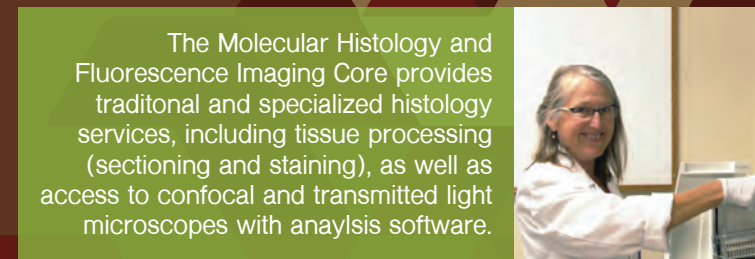 The Molecular Histology and
Fluorescence Imaging Core provides
traditonal and specialized histology
services, including tissue processing
(sectioning and staining), as well as
access to confocal and transmitted light
microscopes with anaylsis software.